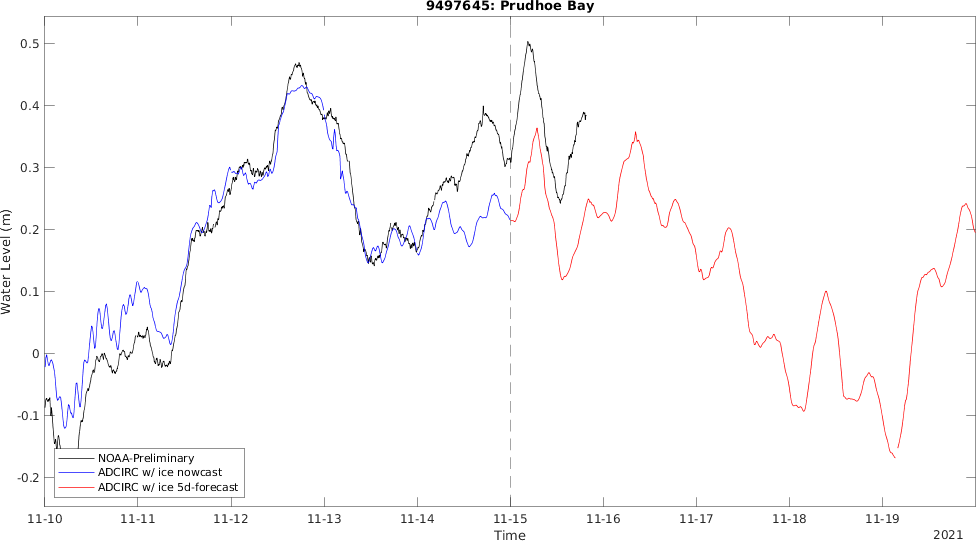 9497645: Prudhoe Bay
Water Level (m)
0.5
0.4
0.3
0.2
0.1
0
-0.1
-0.2
NOAA-Preliminary
ADCIRC w/ ice nowcast
ADCIRC w/ ice 5d-forecast
11-10 11-11 11-12 11-13 11-14 11-15 11-16 11-17 11-18 11-19
Time
2021